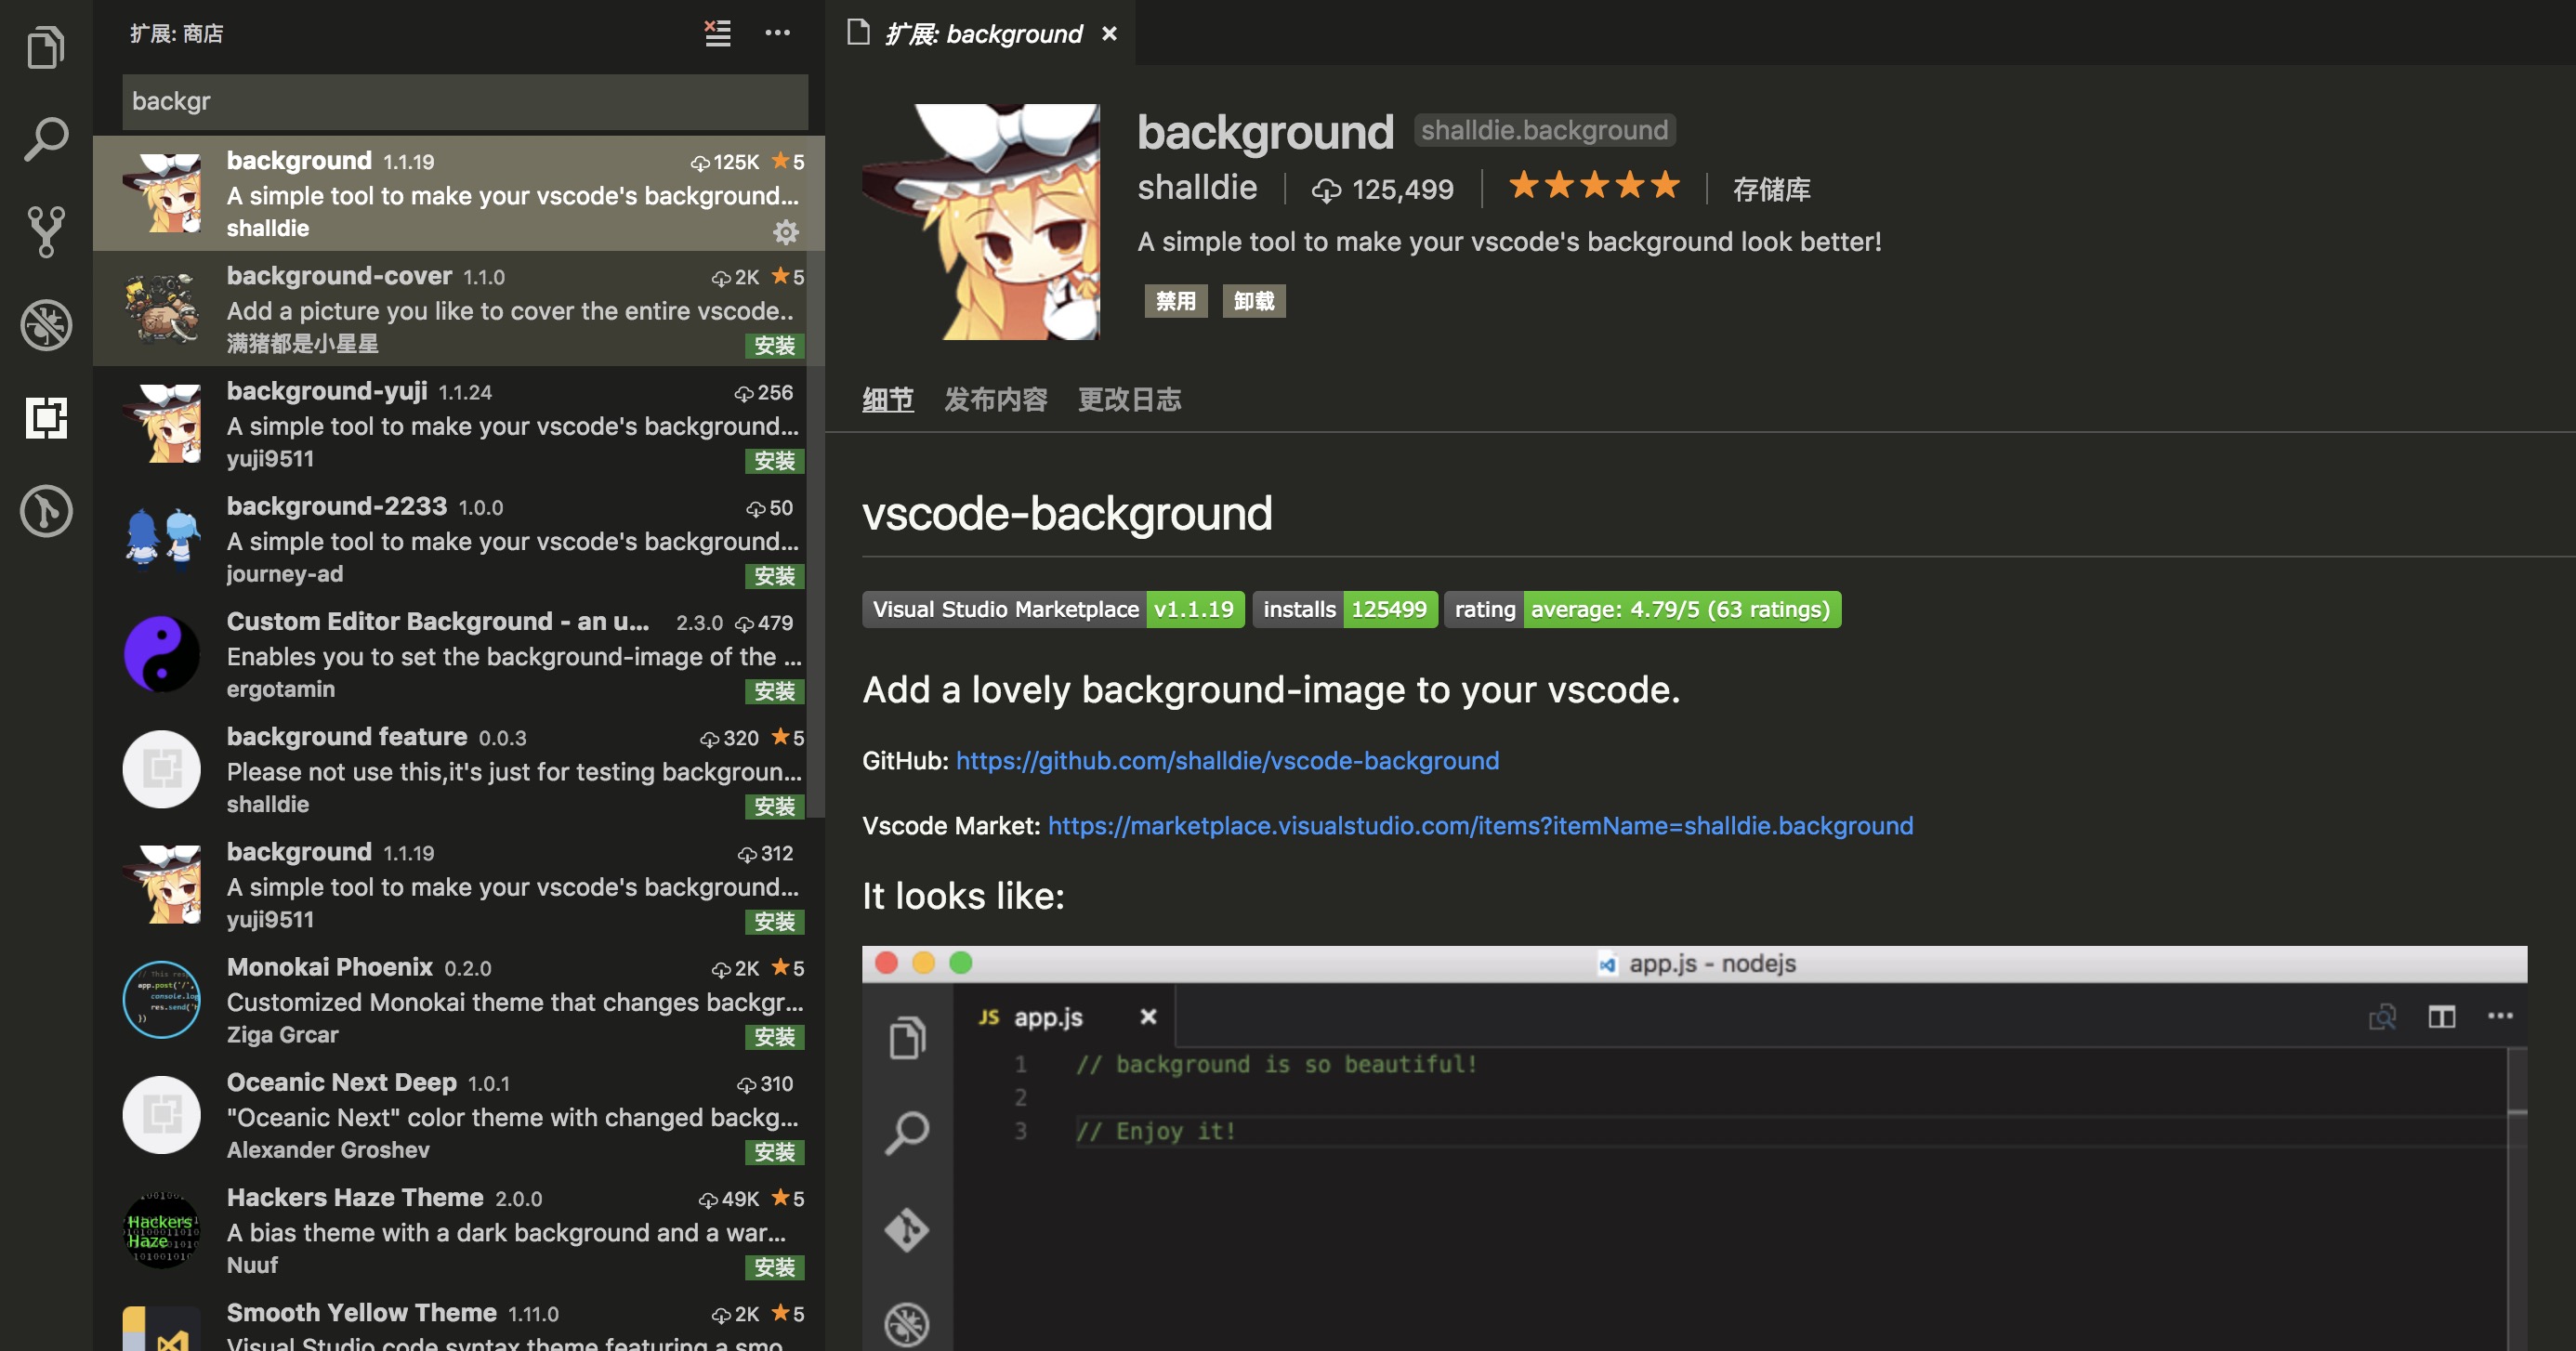 扩展: 商店
backgr
background 1.1.19 125K 5
A simple tool to make your vscode's background...
shalldie
background-cover 1.1.0 2K 5
Add a picture you like to cover the entire vscode..
满猪都是小星星 安装
background-yuji 1.1.24 256
A simple tool to make your vscode's background...
yuji9511 安装
background-2233 1.0.0 50
A simple tool to make your vscode's background...
journey-ad 安装
Custom Editor Background - an u... 2.3.0 479
Enables you to set the background-image of the ...
ergotamin 安装
background feature 0.0.3 320 5
Please not use this,it's just for testing backgroun...
shalldie 安装
background 1.1.19 312
A simple tool to make your vscode's background...
yuji9511 安装
Monokai Phoenix 0.2.0 2K 5
Customized Monokai theme that changes backgr...
Ziga Grcar 安装
Oceanic Next Deep 1.0.1 310
"Oceanic Next" color theme with changed backg...
Alexander Groshev 安装
Hackers Haze
Hackers Haze Theme 2.0.0 49K 5
A bias theme with a dark background and a war...
Nuuf 安装
Smooth Yellow Theme 1.11.0 2K 5
Visual Studio code syntax theme featuring a smo
扩展: background
background shalldie.background
shalldie 125,499 存储库
A simple tool to make your vscode's background look better!
禁用 卸载
细节 发布内容 更改日志
vscode-background
Visual Studio Marketplace v1.1.19 installs 125499 rating average: 4.79/5 (63 ratings)
Add a lovely background-image to your vscode.
GitHub: https://github.com/shalldie/vscode-background
Vscode Market: https://marketplace.visualstudio.com/items?itemName=shalldie.background
It looks like:
app.js - nodejs
JS app.js
1 // background is so beautiful!
2
3 // Enjoy it!